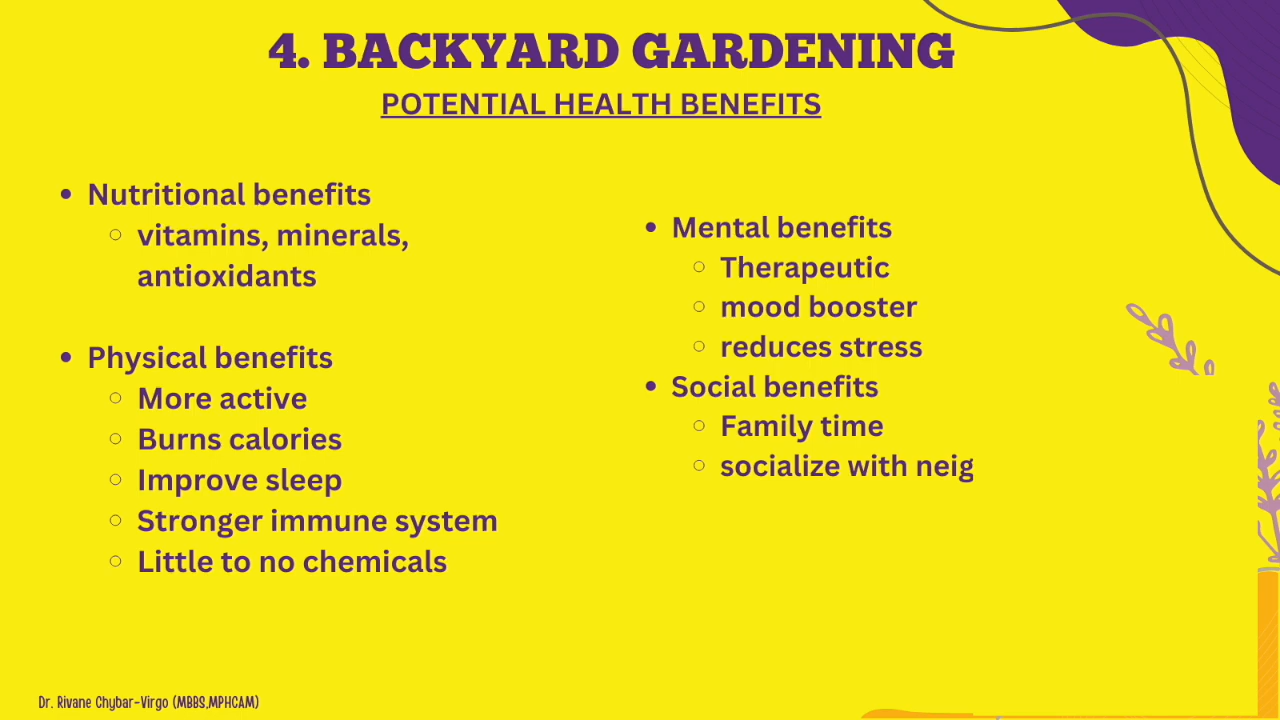 4. BACKYARD GARDENING
POTENTIAL HEALTH BENEFITS
Nutritional benefits
vitamins, minerals,
antioxidants
Physical benefits
More active
Burns calories
Improve sleep
Stronger immune system
Little to no chemicals
Mental benefits
Therapeutic
mood booster
reduces stress
Social benefits
Family time
socialize with neig
Dr. Rivane Chybar-Virgo (MBBS,MPHCAM)